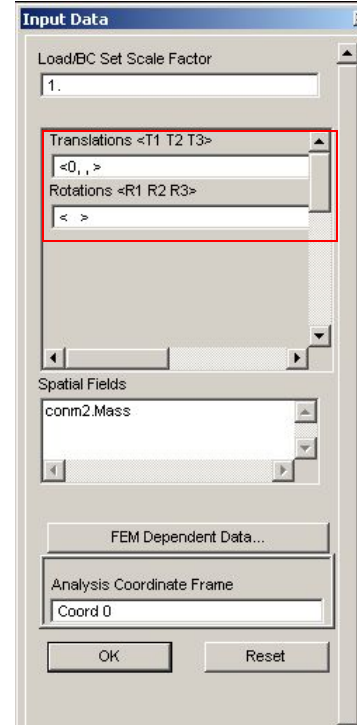 Input Data
Load/BC Set Scale Factor
1.
Translations <T1 T2 T3>
<0, , >
Rotations <R1 R2 R3>
< >
Spatial Fields
conm2.Mass
FEM Dependent Data...
Analysis Coordinate Frame
Coord 0
OK Reset